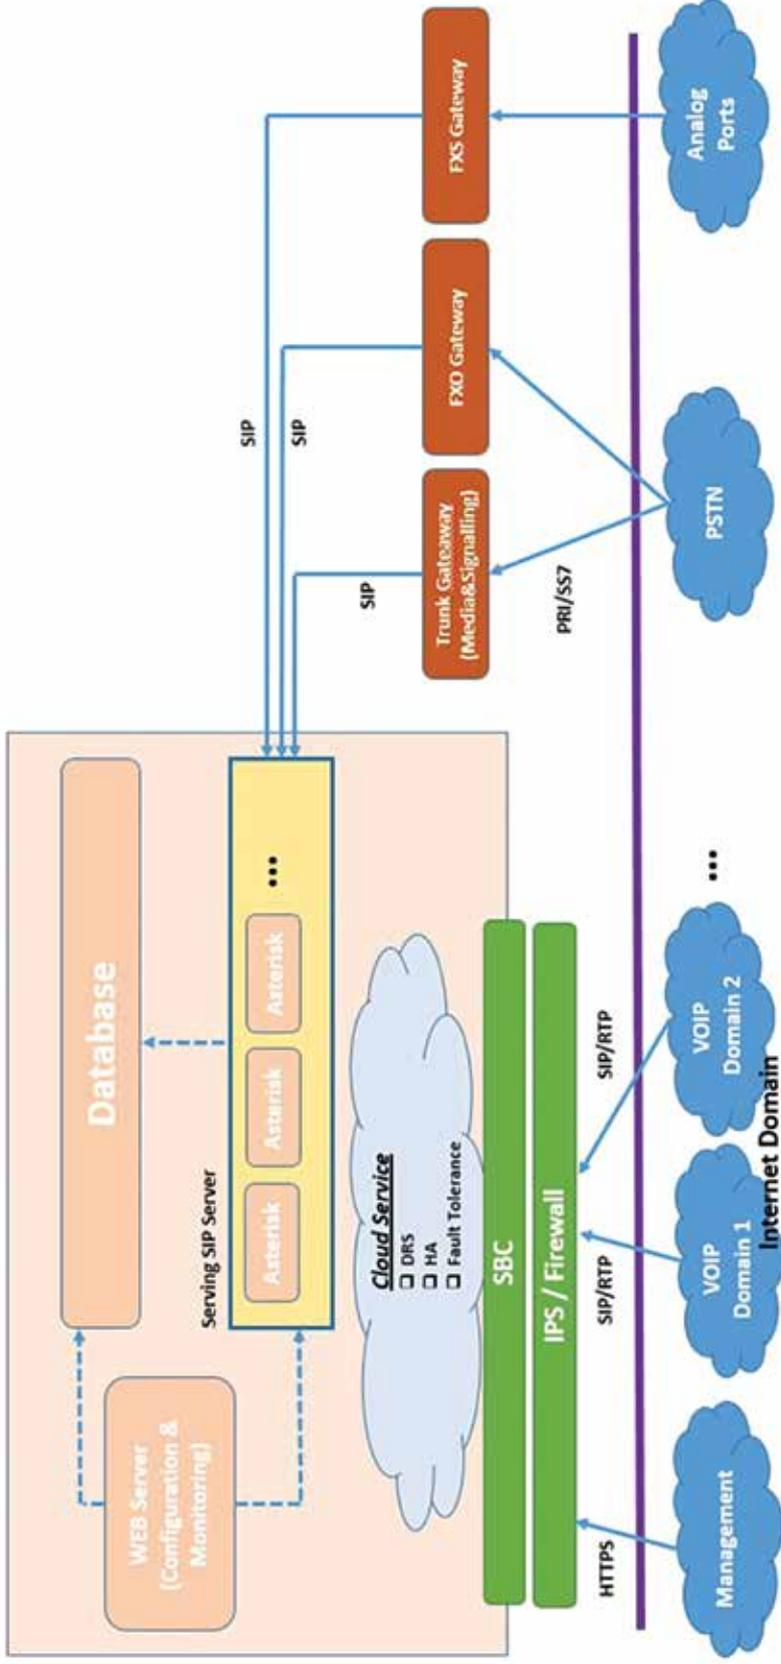 Database
WEB Server
(Configuration &
Monitoring)
Serving SIP Server
Asterisk
Asterisk
Asterisk
...
SIP
SIP
SIP
Cloud Service
DRS
HA
Fault Tolerance
SBC
IPS / Firewall
Trunk Gateaway
(Media&Signalling)
FXO Gateway
FXS Gateway
HTTPS
SIP/RTP
SIP/RTP
PRI/SS7
Management
VOIP
Domain 1
VOIP
Domain 2
...
PSTN
Analog
Ports
Internet Domain